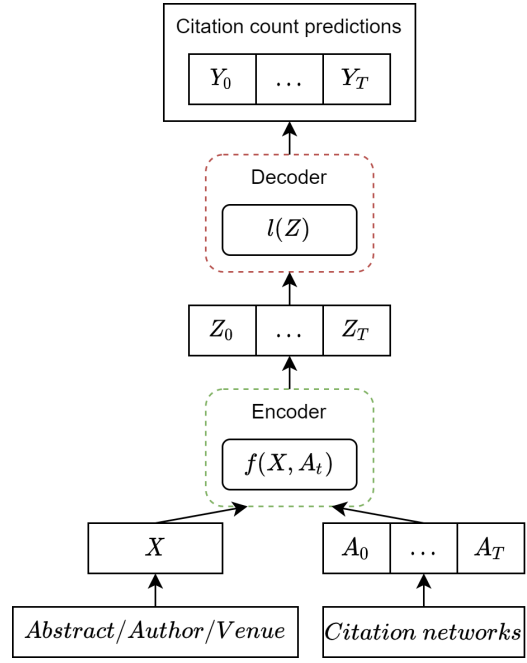 Citation count predictions
Y_0 ... Y_T
Decoder
l(Z)
Z_0 ... Z_T
Encoder
f(X, A_t)
X A_0 ... A_T
Abstract/Author/Venue Citation networks